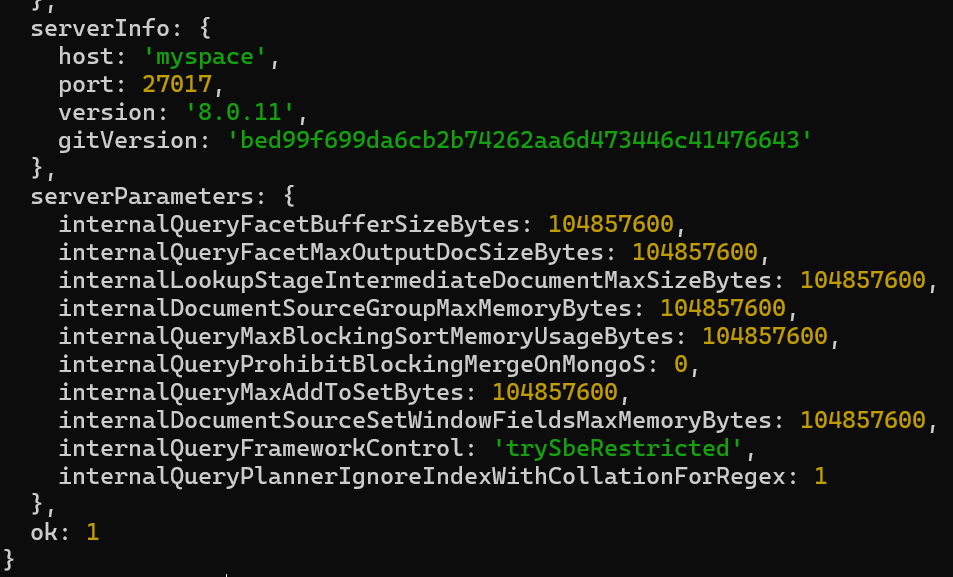 },
serverInfo: {
host: 'myspace',
port: 27017,
version: '8.0.11',
gitVersion: 'bed99f699da6cb2b74262aa6d473446c41476643'
},
serverParameters: {
internalQueryFacetBufferSizeBytes: 104857600,
internalQueryFacetMaxOutputDocSizeBytes: 104857600,
internalLookupStageIntermediateDocumentMaxSizeBytes: 104857600,
internalDocumentSourceGroupMaxMemoryBytes: 104857600,
internalQueryMaxBlockingSortMemoryUsageBytes: 104857600,
internalQueryProhibitBlockingMergeOnMongoS: 0,
internalQueryMaxAddToSetBytes: 104857600,
internalDocumentSourceSetWindowFieldsMaxMemoryBytes: 104857600,
internalQueryFrameworkControl: 'trySbeRestricted',
internalQueryPlannerIgnoreIndexWithCollationForRegex: 1
},
ok: 1
}